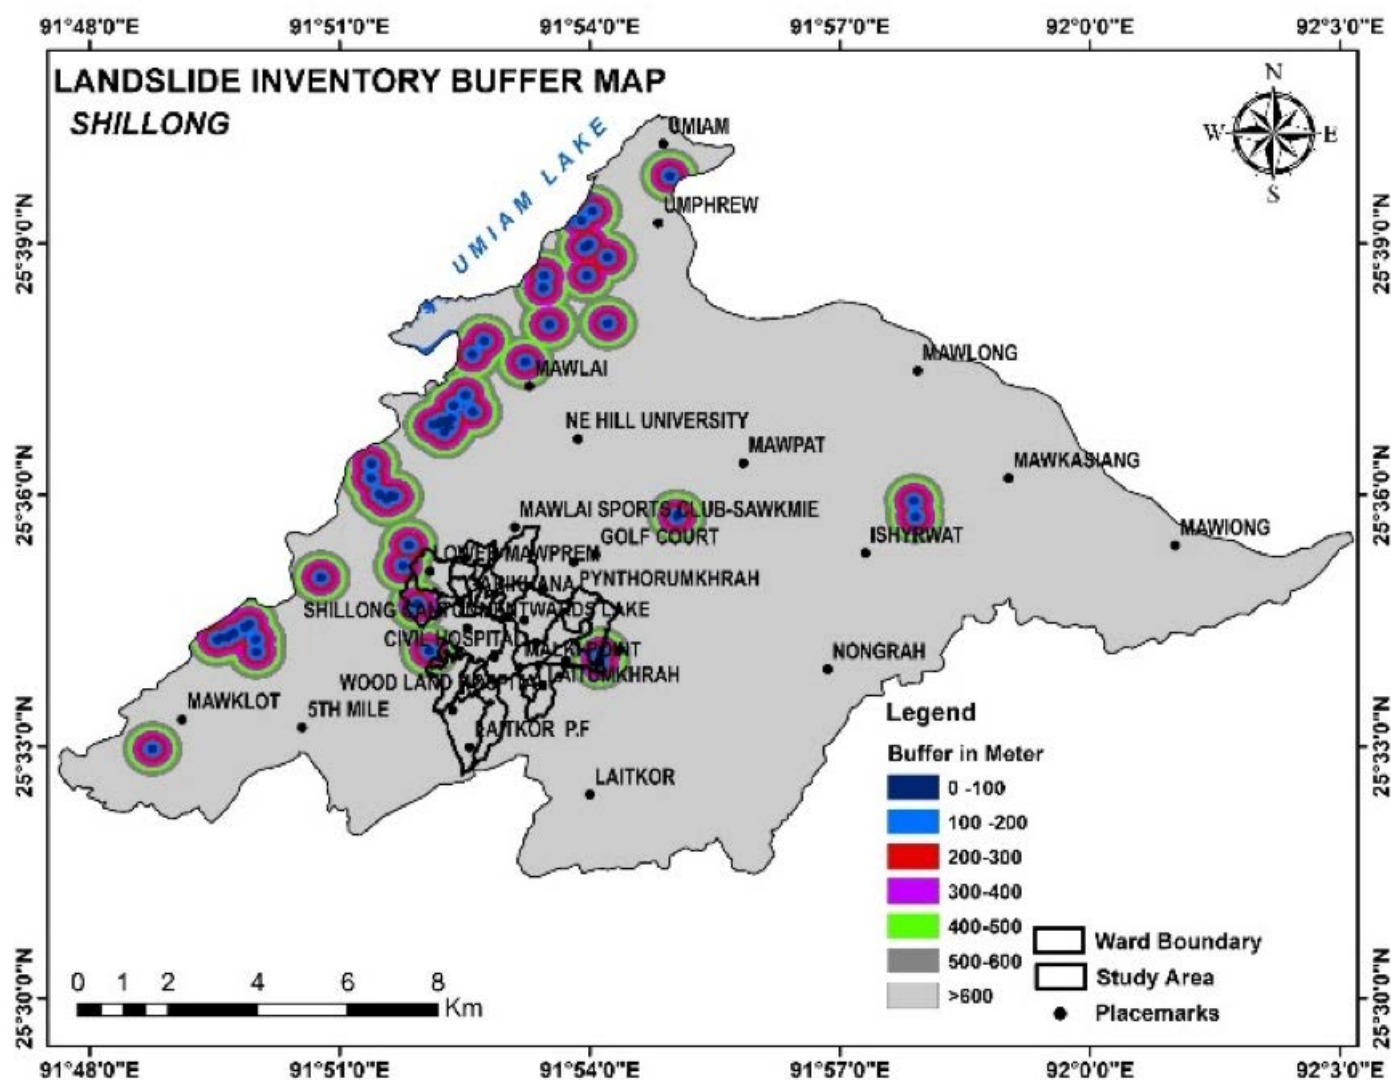 91°48'0"E 91°51'0"E 91°54'0"E 91°57'0"E 92°0'0"E 92°3'0"E
LANDSLIDE INVENTORY BUFFER MAP
SHILLONG
N
W E
S
UMIAM LAKE
UMIAM
UMPHREW
25°39'0"N 25°39'0"N
MAWLONG
MAWLAI
NE HILL UNIVERSITY
MAWPAT
MAWKASIANG
25°36'0"N 25°36'0"N
MAWLAI SPORTS CLUB-SAWKMIE
MAWIONG
GOLF COURT
ISHYRWAT
LOWER MAWPREM
GARIKHANA
PYNTHORUMKHRAH
SHILLONG CANTONMENT WARDS LAKE
CIVIL HOSPITAL
MALKI POINT
NONGRAH
WOOD LAND HOSPITAL
LAITUMKHRAH
MAWKLOT
5TH MILE
LAITKOR P.F
25°33'0"N 25°33'0"N
LAITKOR
Legend
Buffer in Meter
0 -100
100 -200
200-300
300-400
400-500
500-600
>600
Ward Boundary
Study Area
Placemarks
0 1 2 4 6 8
Km
25°30'0"N 25°30'0"N
91°48'0"E 91°51'0"E 91°54'0"E 91°57'0"E 92°0'0"E 92°3'0"E